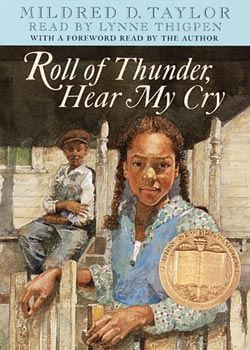 MILDRED D. TAYLOR
READ BY LYNNE THIGPEN
WITH A FOREWORD READ BY THE AUTHOR
Roll of Thunder,
Hear My Cry